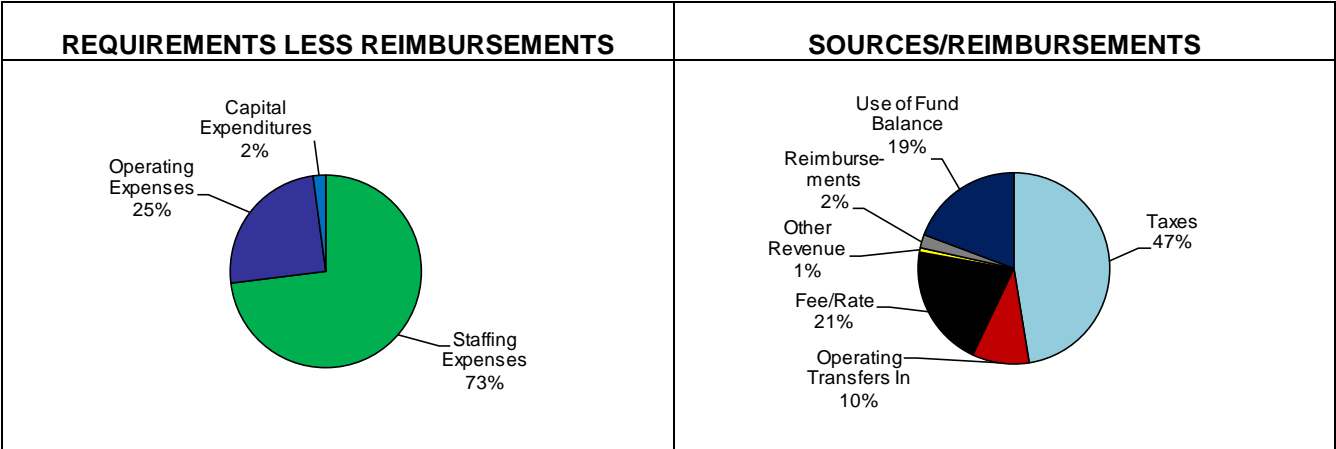 REQUIREMENTS LESS REIMBURSEMENTS
Capital
Expenditures
2%
Operating
Expenses
25%
Staffing
Expenses
73%
SOURCES/REIMBURSEMENTS
Use of Fund
Balance
19%
Reimburse-
ments
2%
Other
Revenue
1%
Fee/Rate
21%
Operating
Transfers In
10%
Taxes
47%